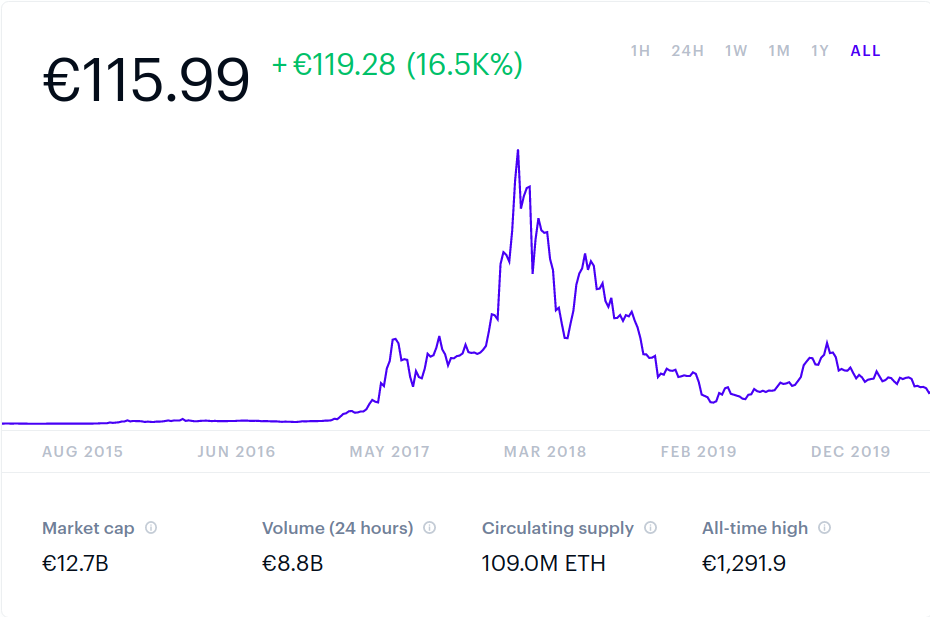 €115.99 +€119.28 (16.5K%) 1H 24H 1W 1M 1Y ALL
AUG 2015 JUN 2016 MAY 2017 MAR 2018 FEB 2019 DEC 2019
Market cap Volume (24 hours) Circulating supply All-time high
€12.7B €8.8B 109.0M ETH €1,291.9